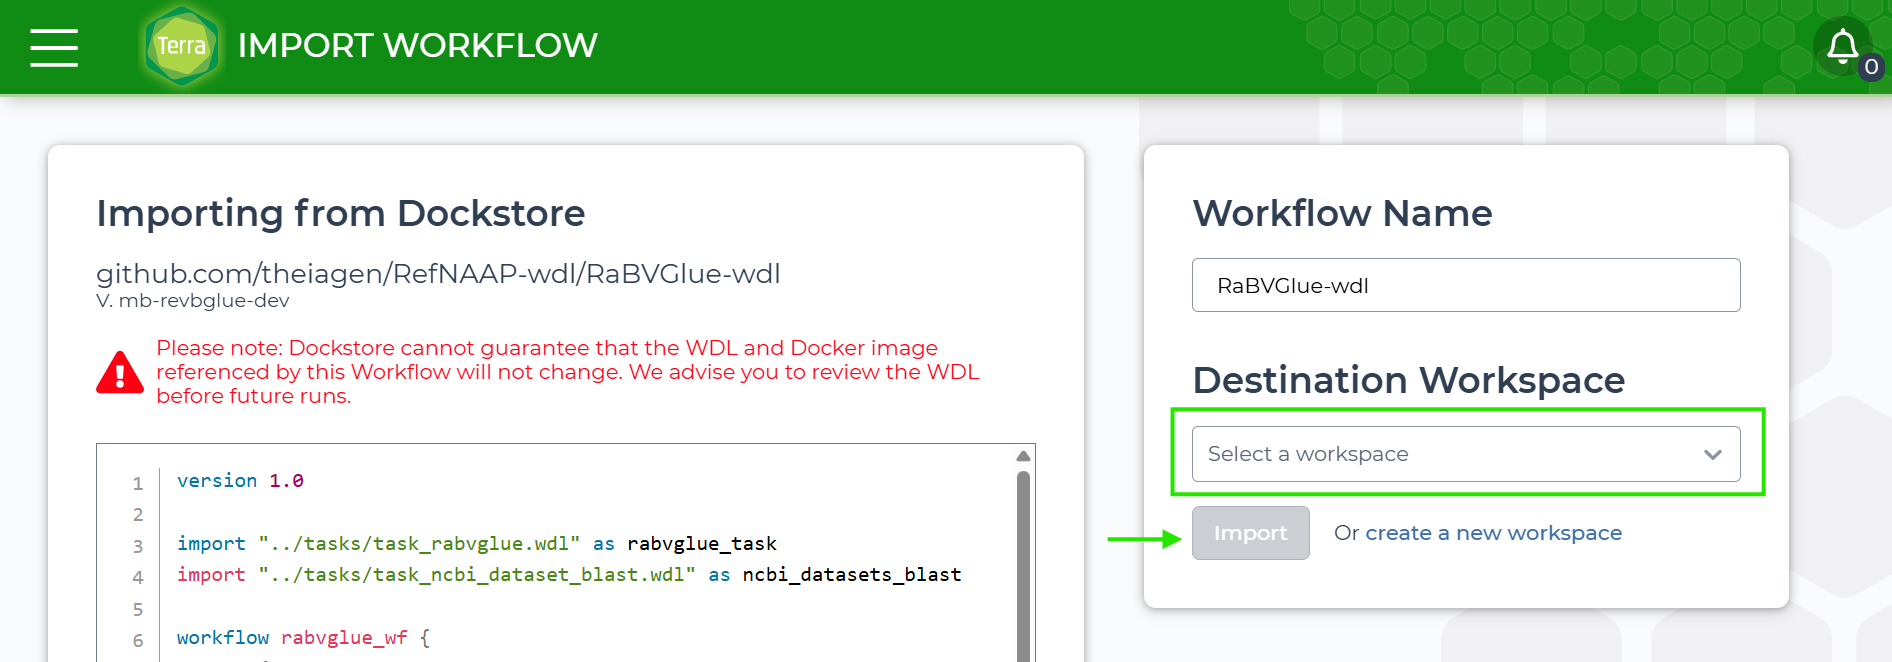 Terra
IMPORT WORKFLOW
0
Importing from Dockstore
github.com/theiagen/RefNAAP-wdl/RaBVGlue-wdl
V. mb-revbglue-dev
Please note: Dockstore cannot guarantee that the WDL and Docker image
referenced by this Workflow will not change. We advise you to review the WDL
before future runs.
1 version 1.0
2
3 import "../tasks/task_rabvglue.wdl" as rabvglue_task
4 import "../tasks/task_ncbi_dataset_blast.wdl" as ncbi_datasets_blast
5
6 workflow rabvglue_wf {
Workflow Name
RaBVGlue-wdl
Destination Workspace
Select a workspace
Import Or create a new workspace